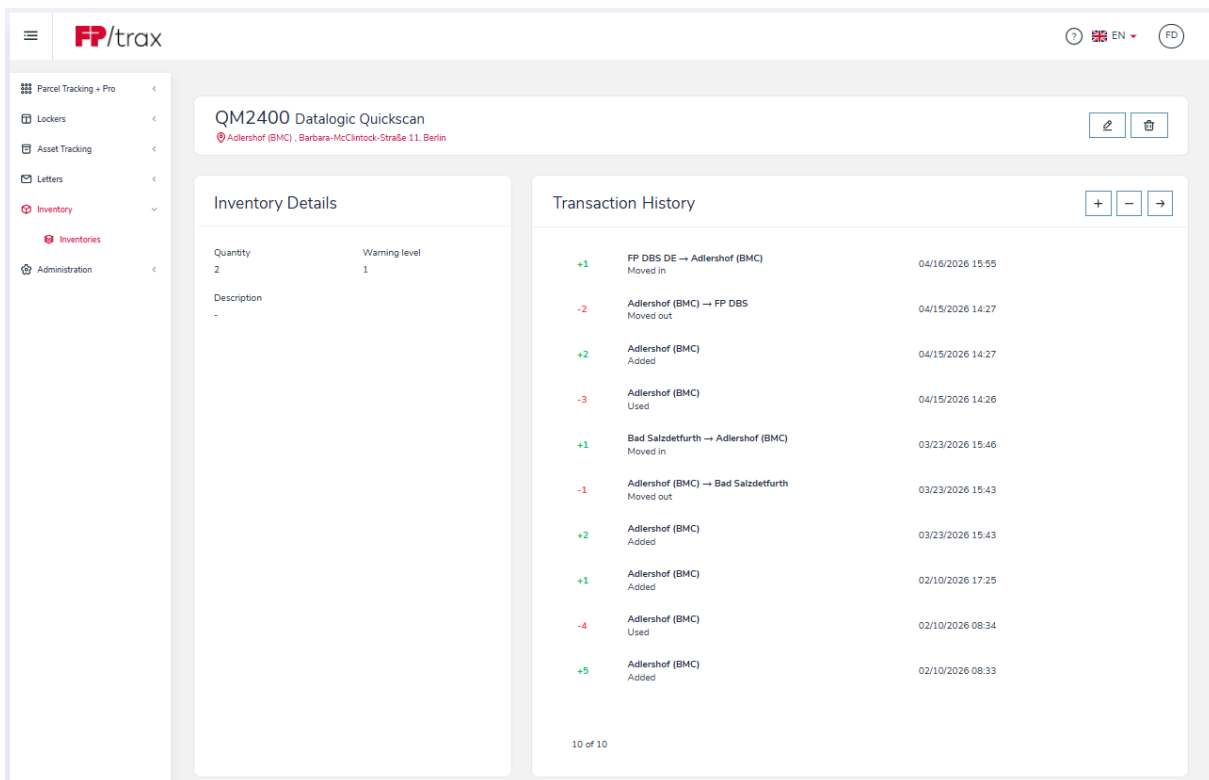 FP/trax
? EN
FD
Parcel Tracking + Pro
Lockers
Asset Tracking
Letters
Inventory
Inventories
Administration
QM2400 Datalogic Quickscan
Adlershof (BMC) , Barbara-McClintock-Straße 11, Berlin
Inventory Details
Quantity Warning level
2 1
Description
-
Transaction History
+ − →
+1 FP DBS DE → Adlershof (BMC) 04/16/2026 15:55
Moved in
-2 Adlershof (BMC) → FP DBS 04/15/2026 14:27
Moved out
+2 Adlershof (BMC) 04/15/2026 14:27
Added
-3 Adlershof (BMC) 04/15/2026 14:26
Used
+1 Bad Salzdetfurth → Adlershof (BMC) 03/23/2026 15:46
Moved in
-1 Adlershof (BMC) → Bad Salzdetfurth 03/23/2026 15:43
Moved out
+2 Adlershof (BMC) 03/23/2026 15:43
Added
+1 Adlershof (BMC) 02/10/2026 17:25
Added
-4 Adlershof (BMC) 02/10/2026 08:34
Used
+5 Adlershof (BMC) 02/10/2026 08:33
Added
10 of 10